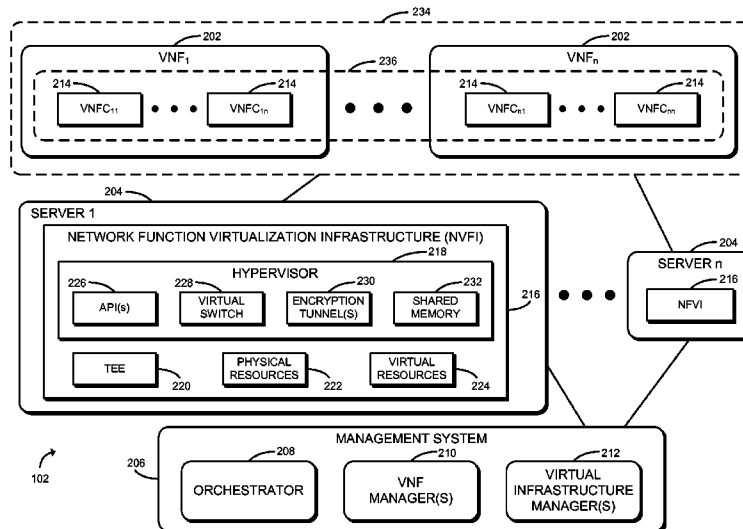 234
202
202
VNF1
VNFn
236
214
214
214
214
VNFC11
VNFC1n
VNFCn1
VNFCnn
204
SERVER 1
NETWORK FUNCTION VIRTUALIZATION INFRASTRUCTURE (NVFI)
218
HYPERVISOR
226
228
230
232
API(s)
VIRTUAL
SWITCH
ENCRYPTION
TUNNEL(S)
SHARED
MEMORY
216
TEE
PHYSICAL
RESOURCES
VIRTUAL
RESOURCES
220
222
224
204
SERVER n
216
NFVI
MANAGEMENT SYSTEM
206
208
210
212
ORCHESTRATOR
VNF
MANAGER(S)
VIRTUAL
INFRASTRUCTURE
MANAGER(S)
102